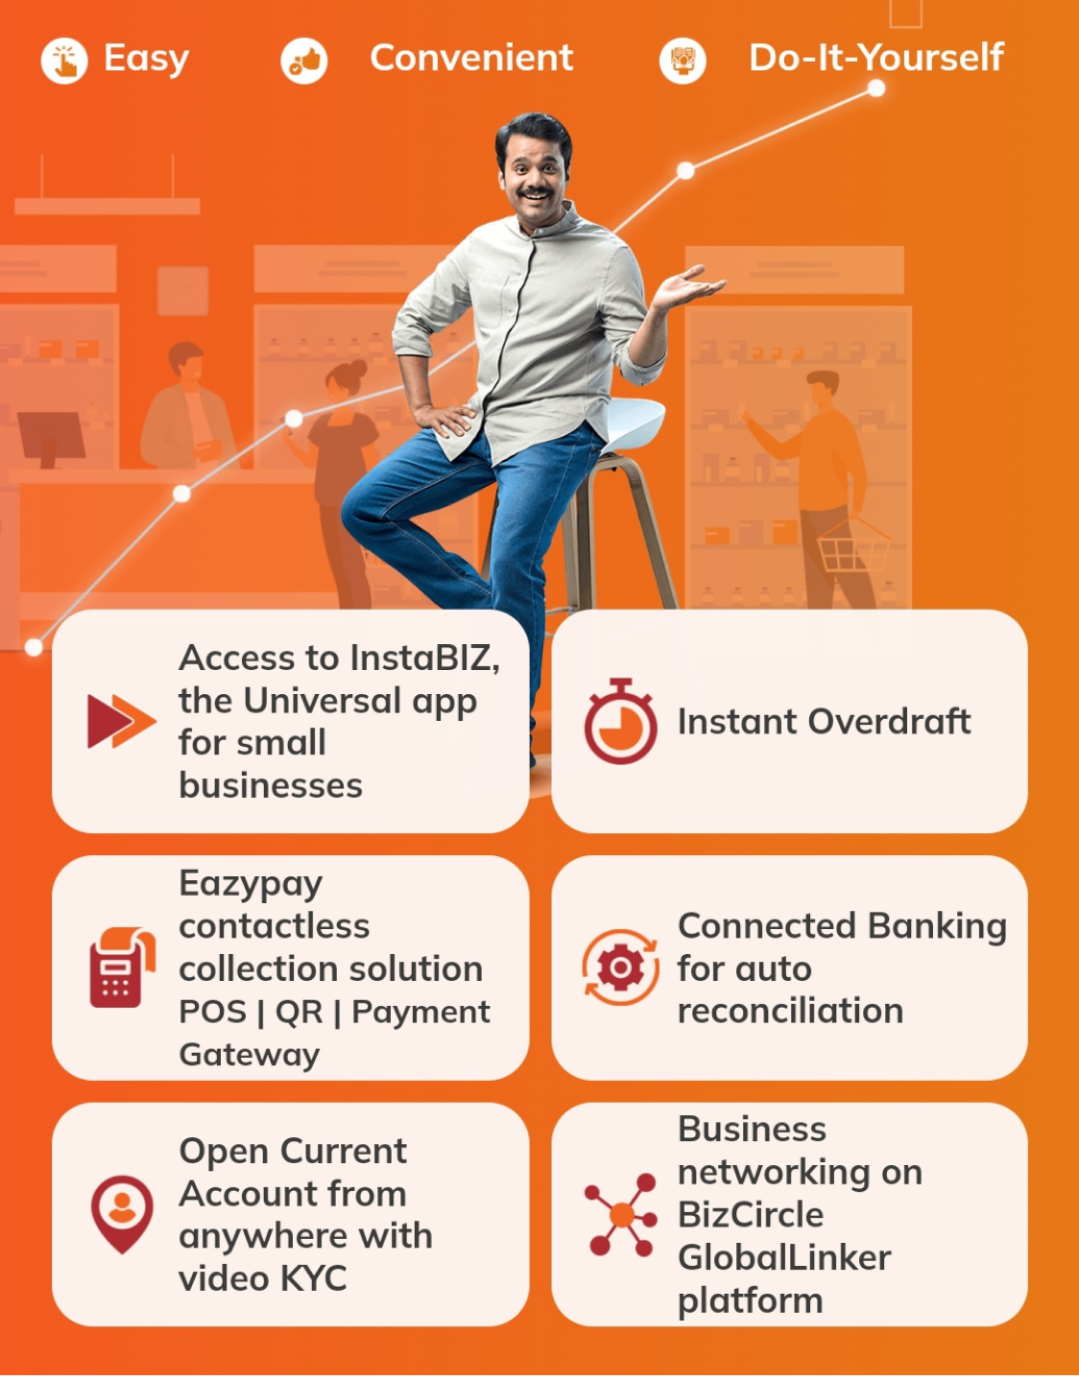 Easy
Convenient
Do-It-Yourself
Access to InstaBIZ,
the Universal app
for small
businesses
Instant Overdraft
Eazypay
contactless
collection solution
POS | QR | Payment
Gateway
Connected Banking
for auto
reconciliation
Open Current
Account from
anywhere with
video KYC
Business
networking on
BizCircle
GlobalLinker
platform